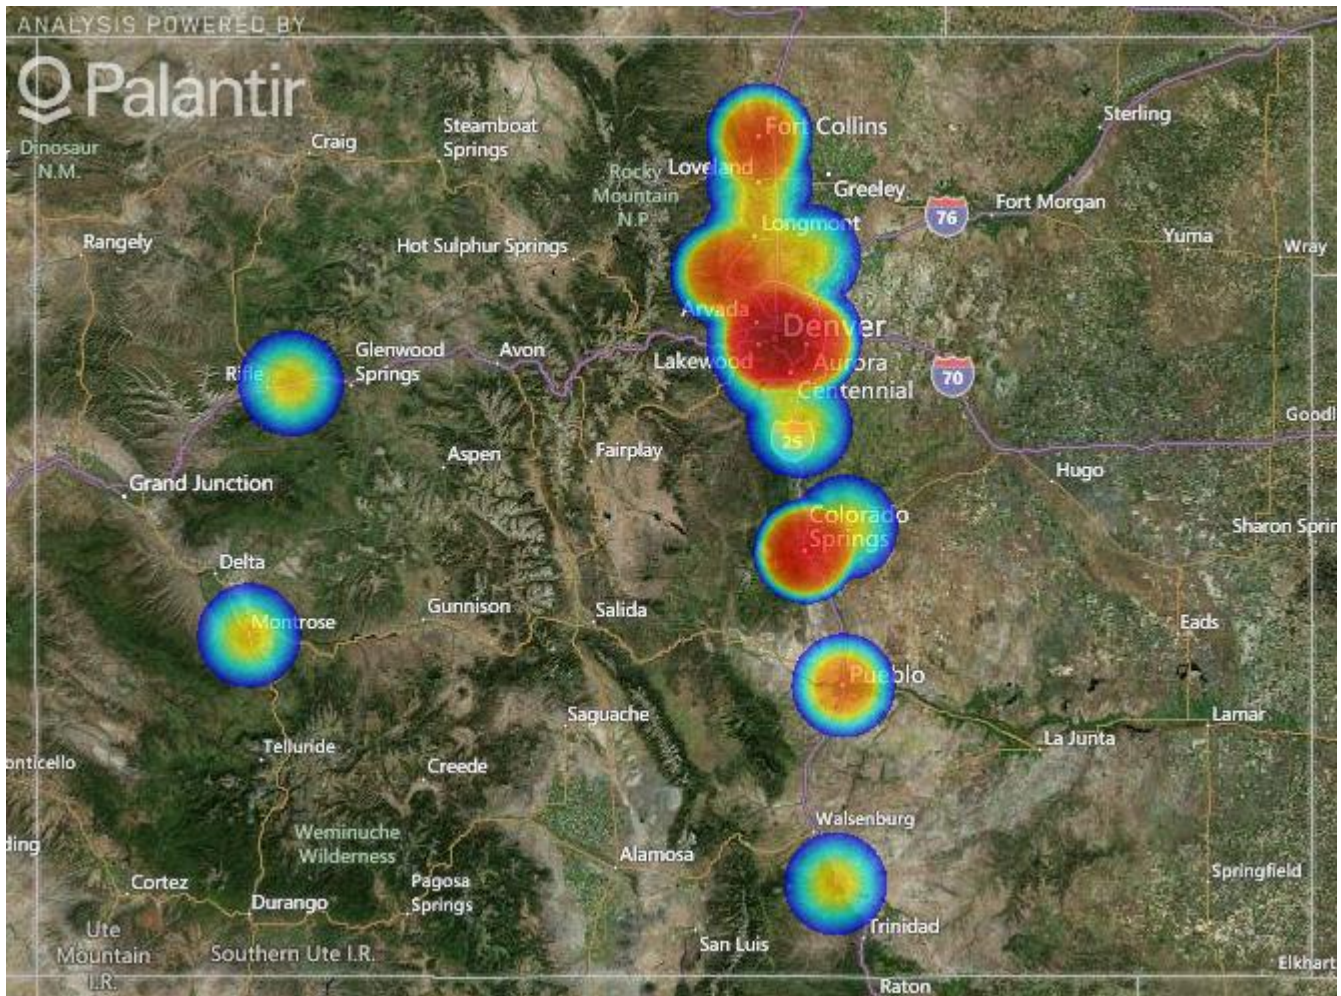 ANALYSIS POWERED BY
Palantir
Dinosaur
N.M.
Craig
Steamboat
Springs
Rocky
Mountain
N.P.
Fort Collins
Loveland
Greeley
Sterling
76
Fort Morgan
Longmont
Rangely
Hot Sulphur Springs
Yuma
Wray
Arvada
Denver
Lakewood
Aurora
Centennial
70
Rifle
Glenwood
Springs
Avon
25
Aspen
Fairplay
Hugo
Goodl
Grand Junction
Colorado
Springs
Sharon Sprin
Delta
Montrose
Gunnison
Salida
Eads
Pueblo
Saguache
Lamar
La Junta
Telluride
Creede
onticello
Weminuche
Wilderness
Walsenburg
ding
Alamosa
Springfield
Cortez
Durango
Pagosa
Springs
Ute
Mountain
I.R.
Southern Ute I.R.
San Luis
Trinidad
Raton
Elkhart